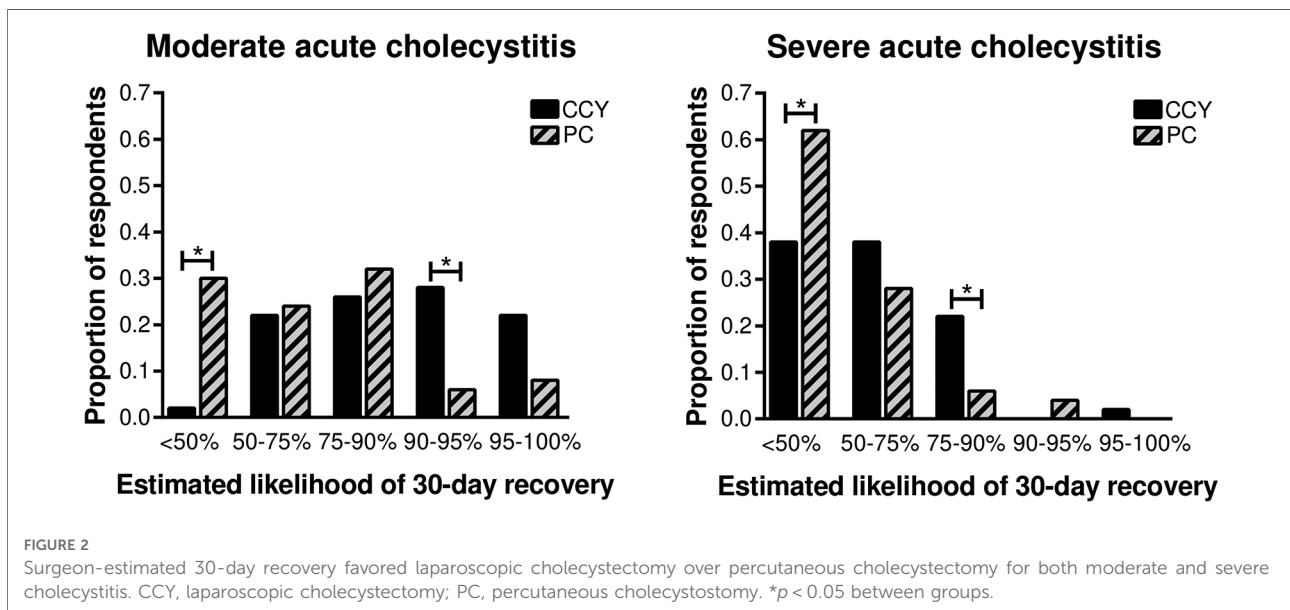 Moderate acute cholecystitis
Proportion of respondents
0.7
0.6
0.5
0.4
0.3
0.2
0.1
0.0
CCY
PC
*
*
<50% 50-75% 75-90% 90-95% 95-100%
Estimated likelihood of 30-day recovery
Severe acute cholecystitis
Proportion of respondents
0.7
0.6
0.5
0.4
0.3
0.2
0.1
0.0
CCY
PC
*
*
<50% 50-75% 75-90% 90-95% 95-100%
Estimated likelihood of 30-day recovery
FIGURE 2
Surgeon-estimated 30-day recovery favored laparoscopic cholecystectomy over percutaneous cholecystectomy for both moderate and severe
cholecystitis. CCY, laparoscopic cholecystectomy; PC, percutaneous cholecystostomy. *p < 0.05 between groups.